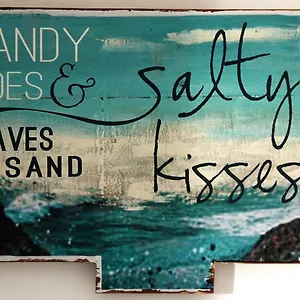 ANDY
OES & salty
AVES
SAND kisses